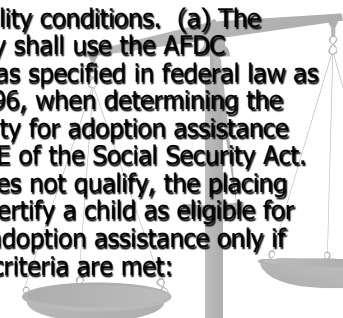 lity conditions.  (a) The
y shall use the AFDC
as specified in federal law as
96, when determining the
ty for adoption assistance
E of the Social Security Act.
es not qualify, the placing
ertify a child as eligible for
adoption assistance only if
criteria are met: